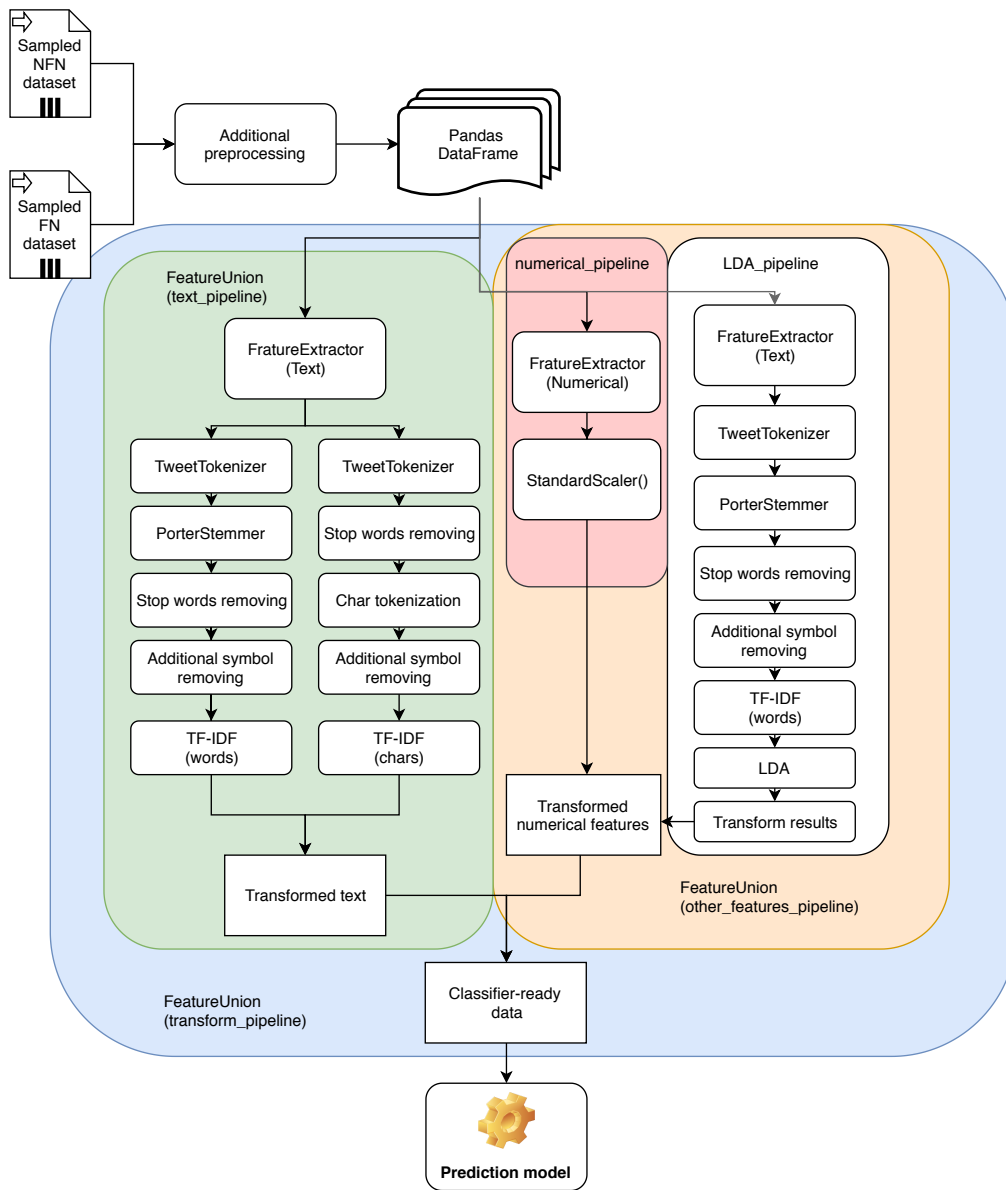 Sampled
NFN
dataset
Additional
preprocessing
Pandas
DataFrame
Sampled
FN
dataset
FeatureUnion
(text_pipeline)
numerical_pipeline
LDA_pipeline
FratureExtractor
(Text)
FratureExtractor
(Numerical)
FratureExtractor
(Text)
TweetTokenizer
TweetTokenizer
StandardScaler()
TweetTokenizer
PorterStemmer
Stop words removing
PorterStemmer
Stop words removing
Char tokenization
Stop words removing
Additional symbol
removing
Additional symbol
removing
Additional symbol
removing
TF-IDF
(words)
TF-IDF
(chars)
TF-IDF
(words)
LDA
Transformed
numerical features
Transform results
Transformed text
FeatureUnion
(other_features_pipeline)
FeatureUnion
(transform_pipeline)
Classifier-ready
data
Prediction model